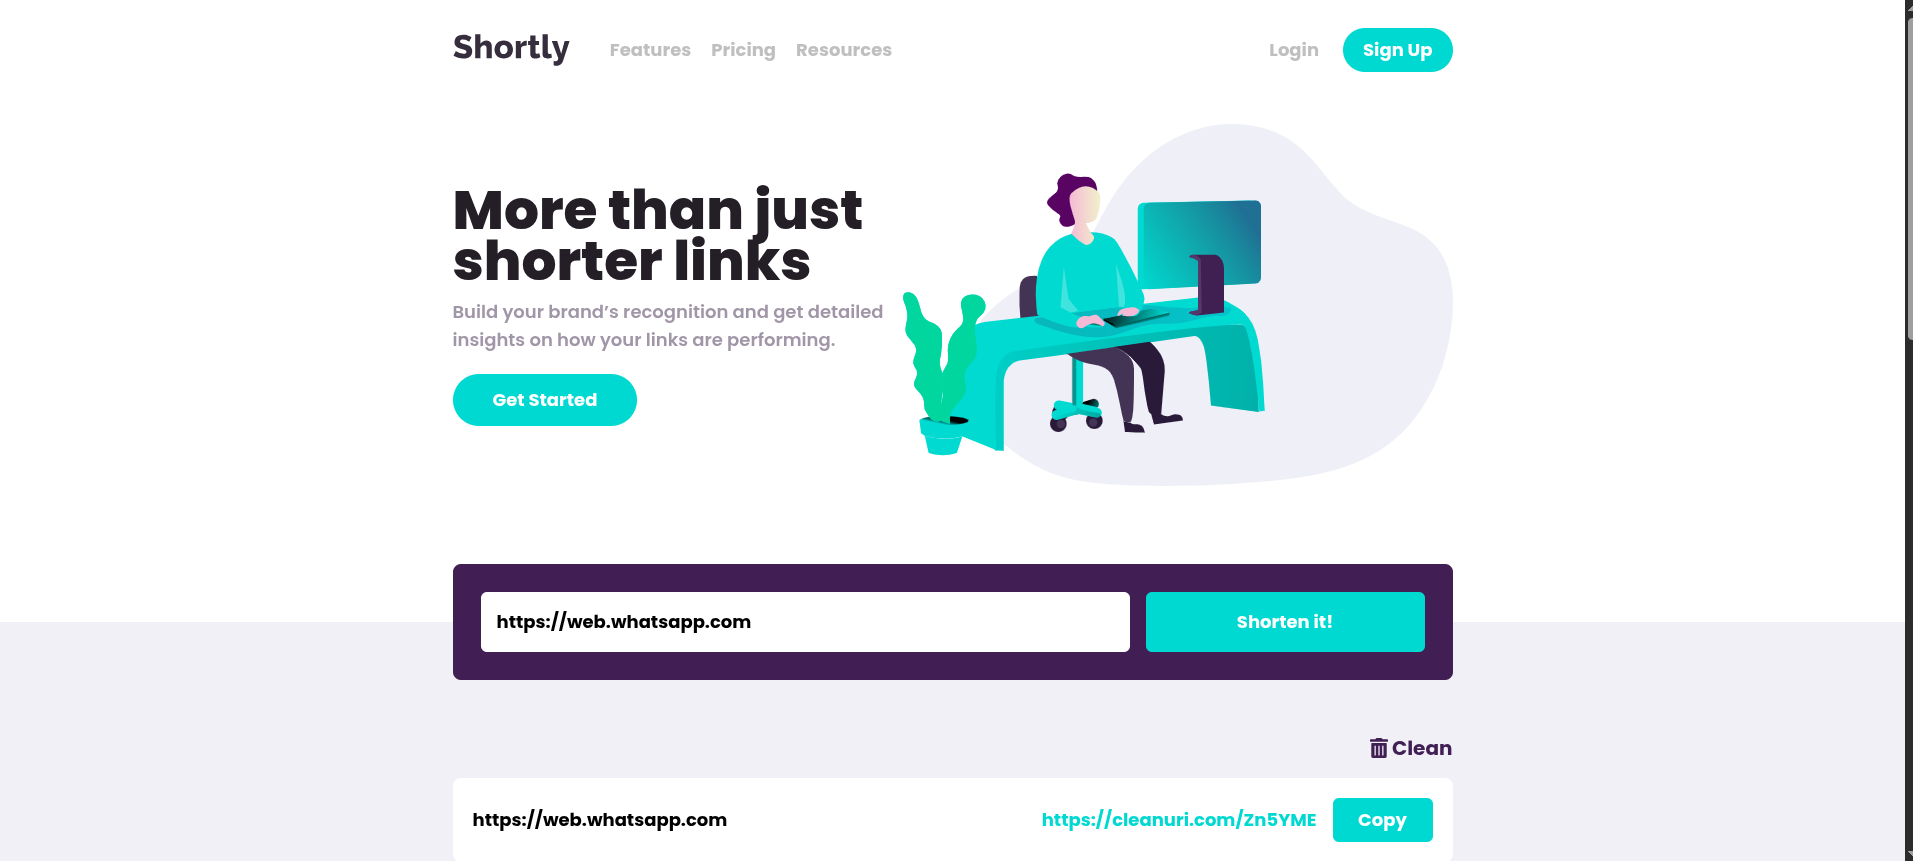 Shortly Features Pricing Resources Login Sign Up
More than just
shorter links
Build your brand’s recognition and get detailed
insights on how your links are performing.
Get Started
https://web.whatsapp.com Shorten it!
Clean
https://web.whatsapp.com https://cleanuri.com/Zn5YME Copy